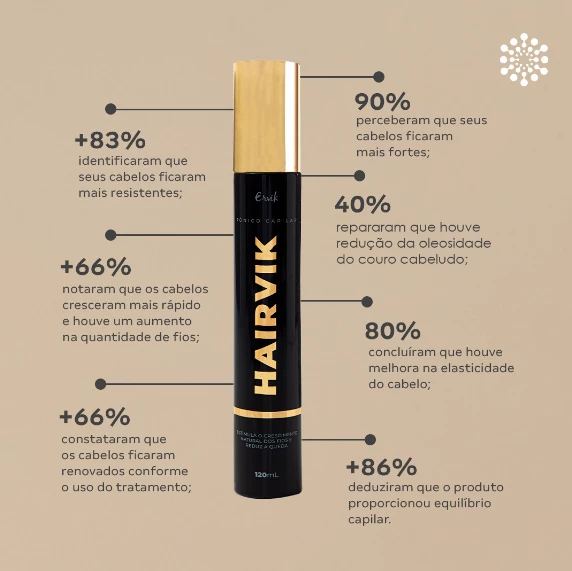 +83%
identificaram que
seus cabelos ficaram
mais resistentes;
+66%
notaram que os cabelos
cresceram mais rápido
e houve um aumento
na quantidade de fios;
+66%
constataram que
os cabelos ficaram
renovados conforme
o uso do tratamento;
Ervik
TÔNICO CAPILAR
HAIRVIK
ESTIMULA O CRESCIMENTO
NATURAL DOS FIOS E
REDUZ A QUEDA
120mL
90%
perceberam que seus
cabelos ficaram
mais fortes;
40%
repararam que houve
redução da oleosidade
do couro cabeludo;
80%
concluíram que houve
melhora na elasticidade
do cabelo;
+86%
deduziram que o produto
proporcionou equilíbrio
capilar.